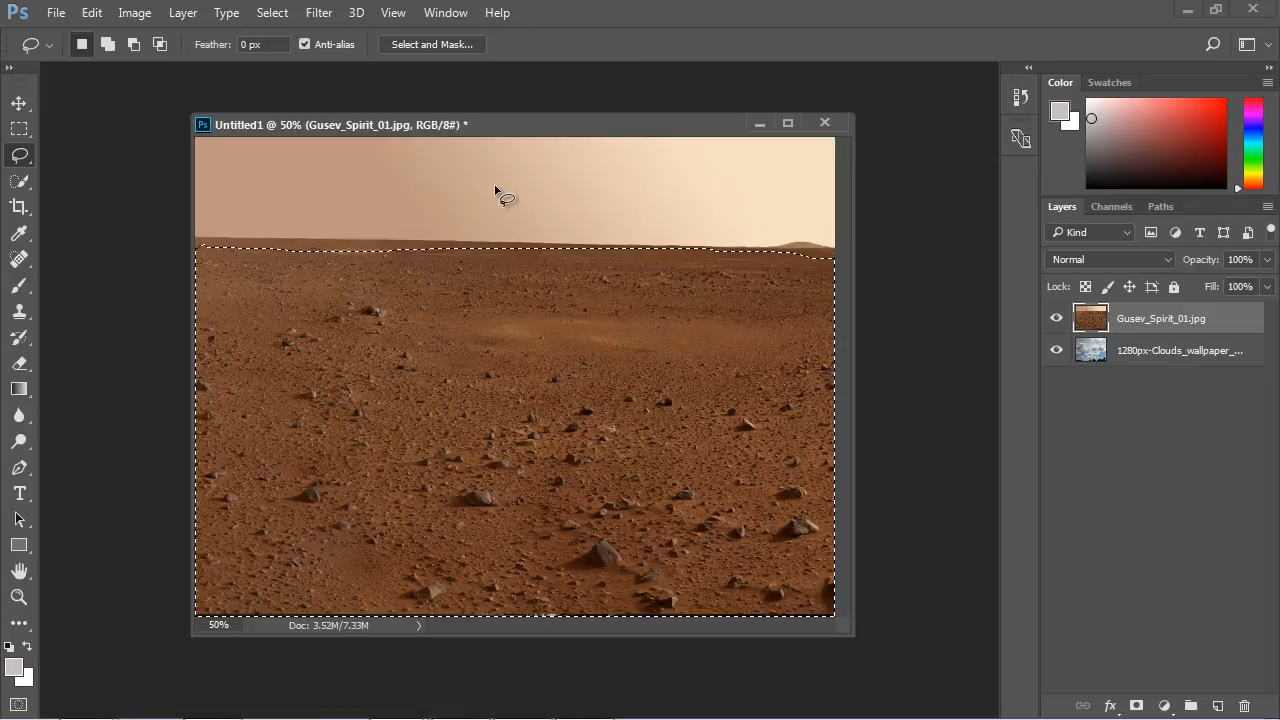 Ps File Edit Image Layer Type Select Filter 3D View Window Help
Feather: 0 px Anti-alias Select and Mask...
Color Swatches
Ps Untitled1 @ 50% (Gusev_Spirit_01.jpg, RGB/8#) *
Layers Channels Paths
Kind
Normal Opacity: 100%
Lock: Fill: 100%
Gusev_Spirit_01.jpg
1280px-Clouds_wallpaper_...
50% Doc: 3.52M/7.33M
fx